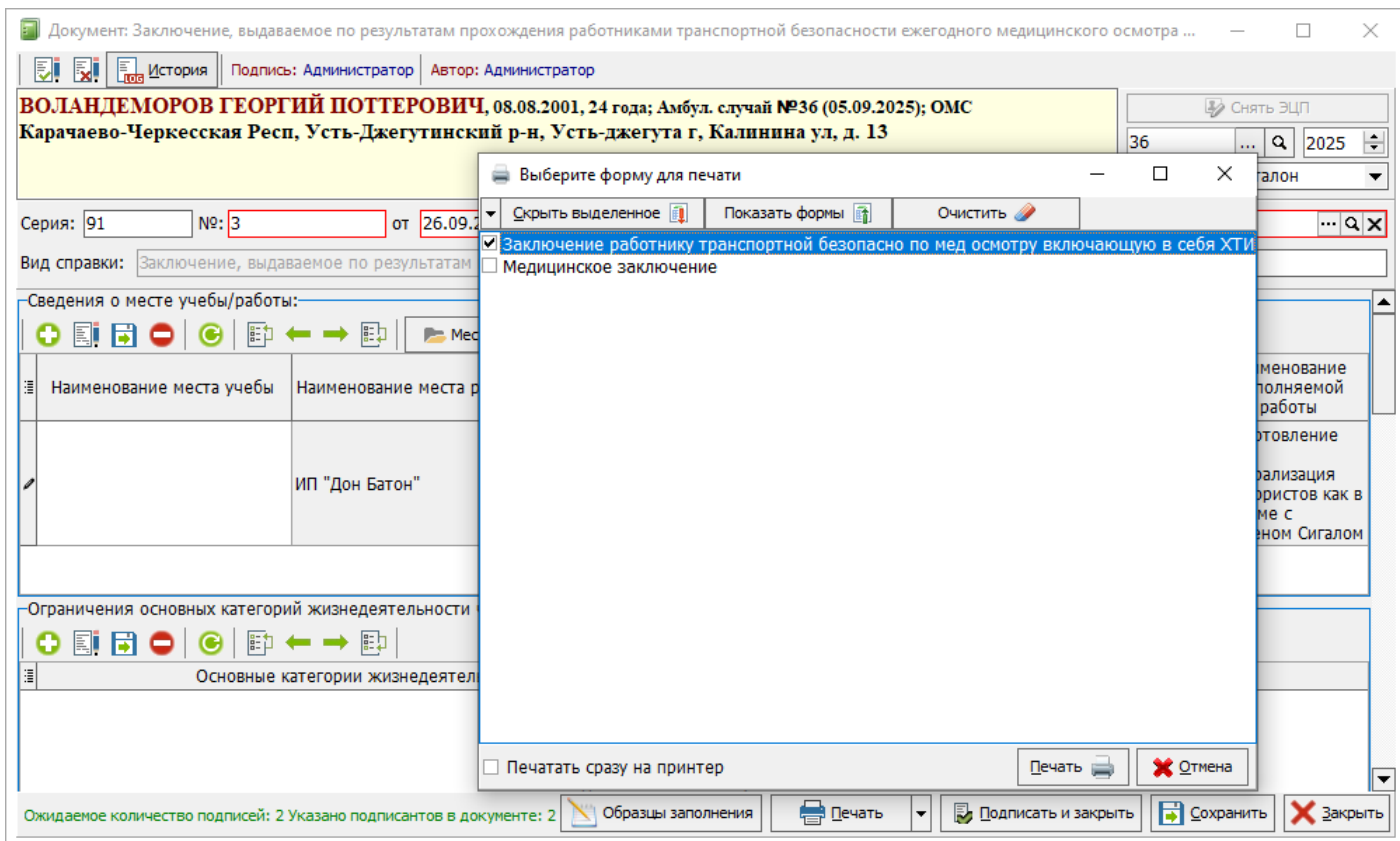 Документ: Заключение, выдаваемое по результатам прохождения работниками транспортной безопасности ежегодного медицинского осмотра ...
LOG История Подпись: Администратор Автор: Администратор
ВОЛАНДЕМОРОВ ГЕОРГИЙ ПОТТЕРОВИЧ, 08.08.2001, 24 года; Амбул. случай №36 (05.09.2025); ОМС
Карачаево-Черкесская Респ, Усть-Джегутинский р-н, Усть-джегута г, Калинина ул, д. 13
Снять ЭЦП
36 ... 2025
талон
Серия: 91 №: 3 от 26.09.2
Вид справки: Заключение, выдаваемое по результатам
Выберите форму для печати
Скрыть выделенное Показать формы Очистить
Заключение работнику транспортной безопасно по мед осмотру включающую в себя ХТИ
Медицинское заключение
Печатать сразу на принтер Печать Отмена
Сведения о месте учебы/работы:
Мес
Наименование места учебы Наименование места р
именование
полняемой
работы
ИП "Дон Батон"
отовление
рализация
ористов как в
ме с
еном Сигалом
Ограничения основных категорий жизнедеятельности
Основные категории жизнедеятел
Ожидаемое количество подписей: 2 Указано подписантов в документе: 2 Образцы заполнения Печать Подписать и закрыть Сохранить Закрыть